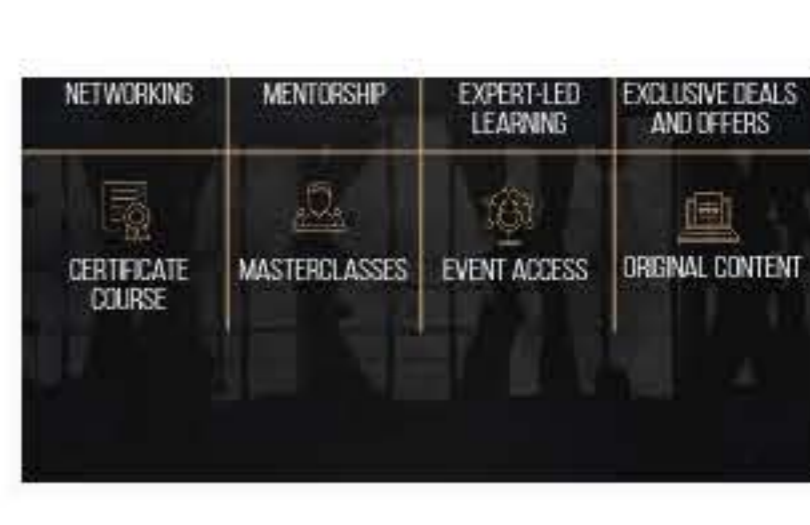 NETWORKING
MENTORSHIP
EXPERT-LED
LEARNING
EXCLUSIVE DEALS
AND OFFERS
CERTIFICATE
COURSE
MASTERCLASSES
EVENT ACCESS
ORIGINAL CONTENT